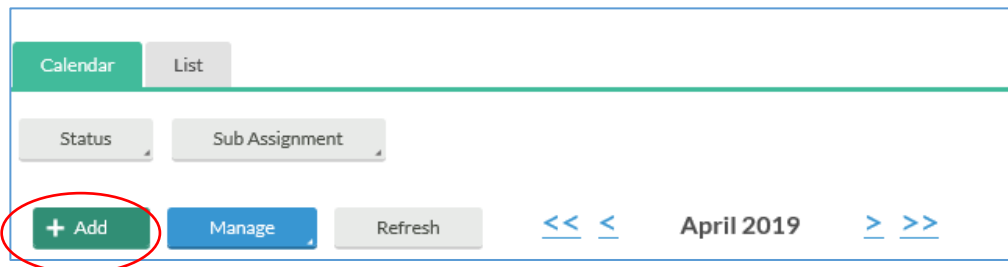 Calendar List
Status Sub Assignment
+ Add Manage Refresh << < April 2019 > >>